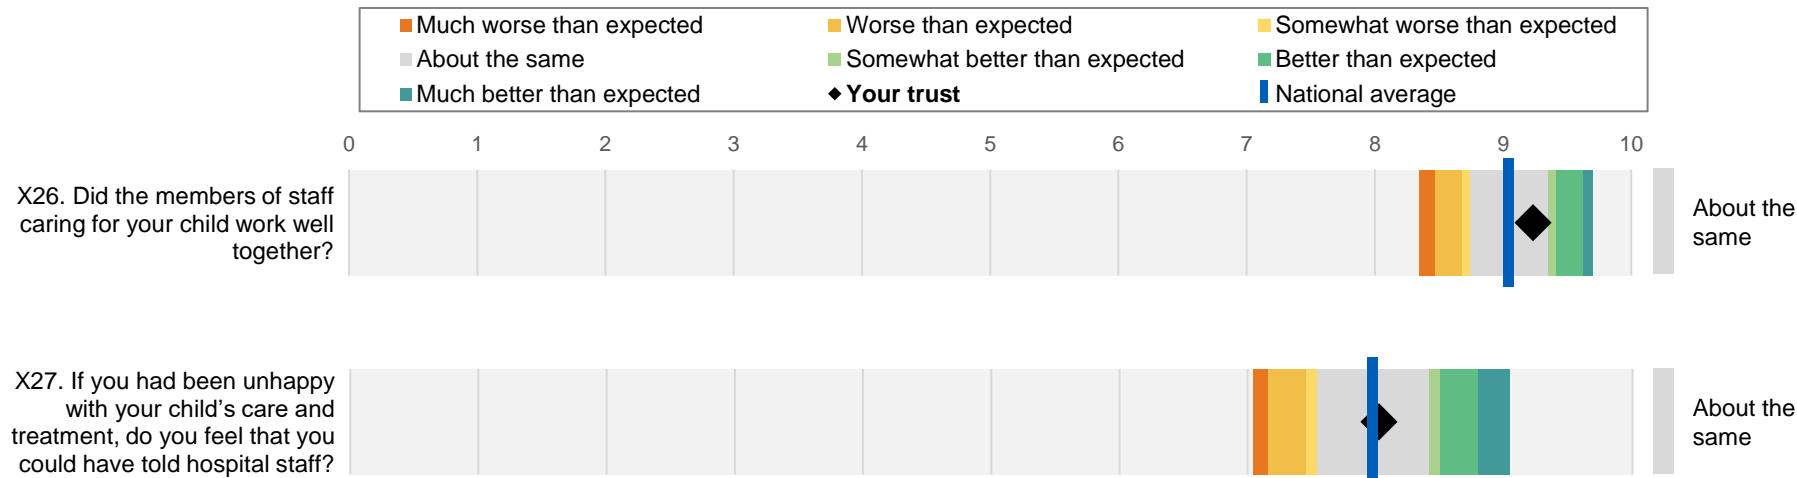 Much worse than expected
Worse than expected
Somewhat worse than expected
About the same
Somewhat better than expected
Better than expected
Much better than expected
Your trust
National average
0 1 2 3 4 5 6 7 8 9 10
X26. Did the members of staff
caring for your child work well
together?
About the
same
X27. If you had been unhappy
with your child’s care and
treatment, do you feel that you
could have told hospital staff?
About the
same